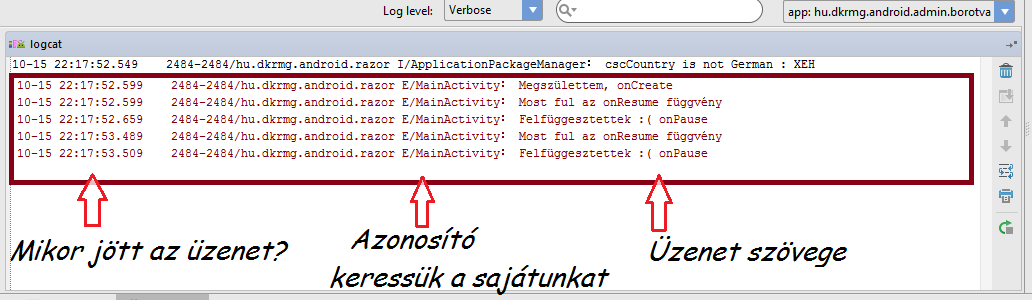 Log level: Verbose app: hu.dkrmg.android.admin.borotva
logcat
10-15 22:17:52.549 2484-2484/hu.dkrmg.android.razor I/ApplicationPackageManager: cscCountry is not German : XEH
10-15 22:17:52.599 2484-2484/hu.dkrmg.android.razor E/MainActivity: Megszülettem, onCreate
10-15 22:17:52.599 2484-2484/hu.dkrmg.android.razor E/MainActivity: Most ful az onResume függvény
10-15 22:17:52.659 2484-2484/hu.dkrmg.android.razor E/MainActivity: Felfüggesztettek :( onPause
10-15 22:17:53.489 2484-2484/hu.dkrmg.android.razor E/MainActivity: Most ful az onResume függvény
10-15 22:17:53.509 2484-2484/hu.dkrmg.android.razor E/MainActivity: Felfüggesztettek :( onPause
Mikor jött az üzenet?
Azonosító
keressük a sajátunkat
Üzenet szövege